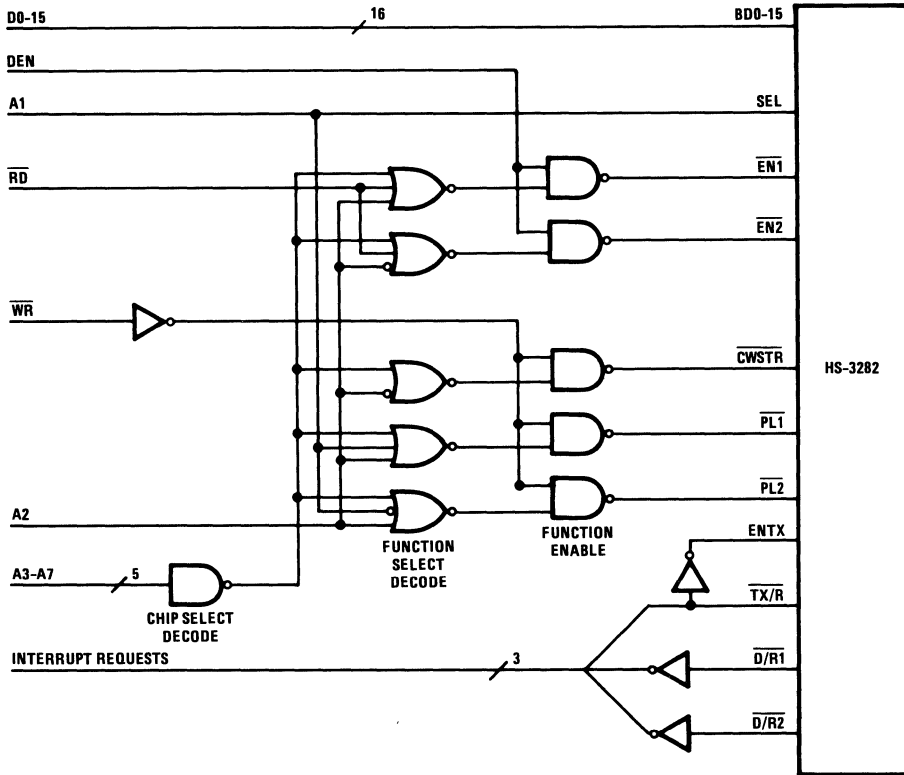 D0-15
16
BD0-15
DEN
A1
SEL
RD
EN1
EN2
WR
CWSTR
HS-3282
PL1
PL2
A2
FUNCTION
SELECT
DECODE
FUNCTION
ENABLE
ENTX
A3-A7
5
CHIP SELECT
DECODE
TX/R
INTERRUPT REQUESTS
3
D/R1
D/R2